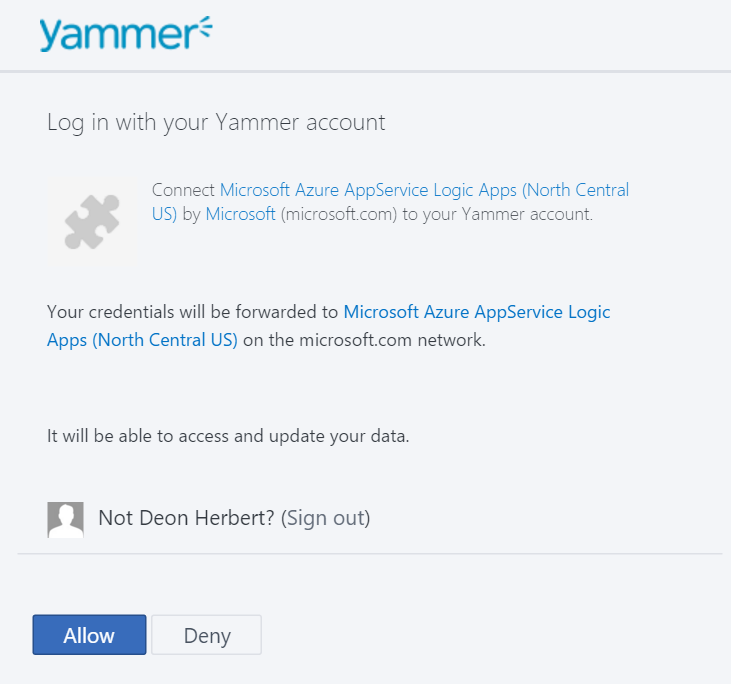 yammer
Log in with your Yammer account
Connect Microsoft Azure AppService Logic Apps (North Central
US) by Microsoft (microsoft.com) to your Yammer account.
Your credentials will be forwarded to Microsoft Azure AppService Logic
Apps (North Central US) on the microsoft.com network.
It will be able to access and update your data.
Not Deon Herbert? (Sign out)
Allow
Deny